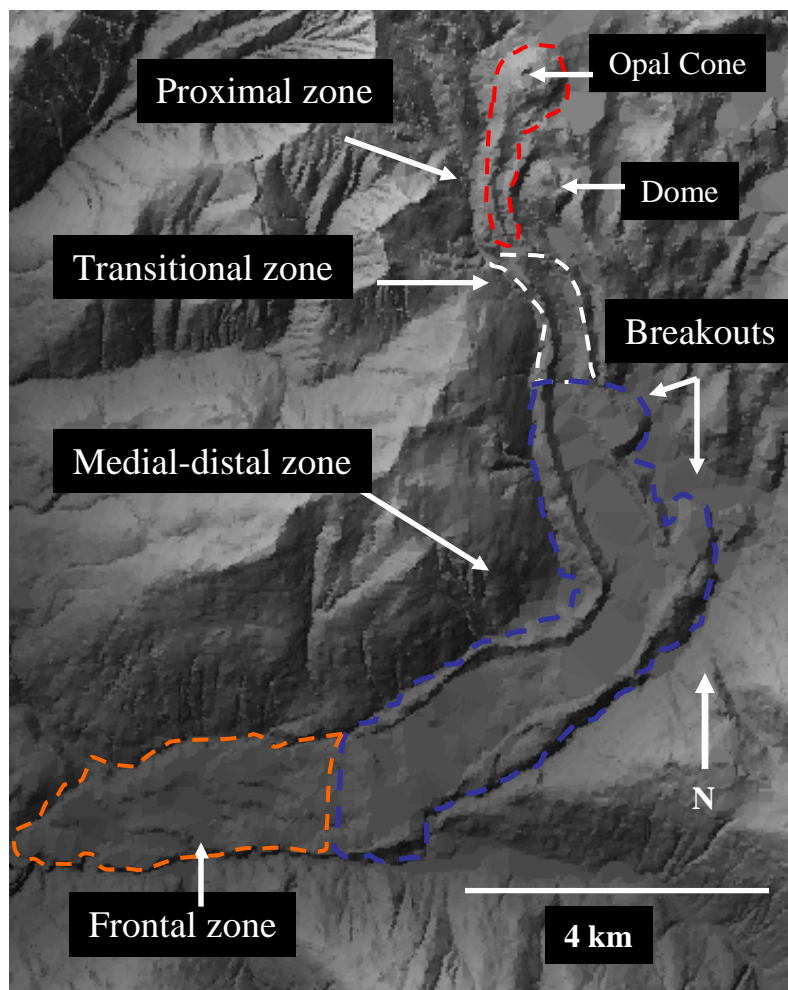 Opal Cone
Proximal zone
Dome
Transitional zone
Breakouts
Medial-distal zone
N
Frontal zone
4 km